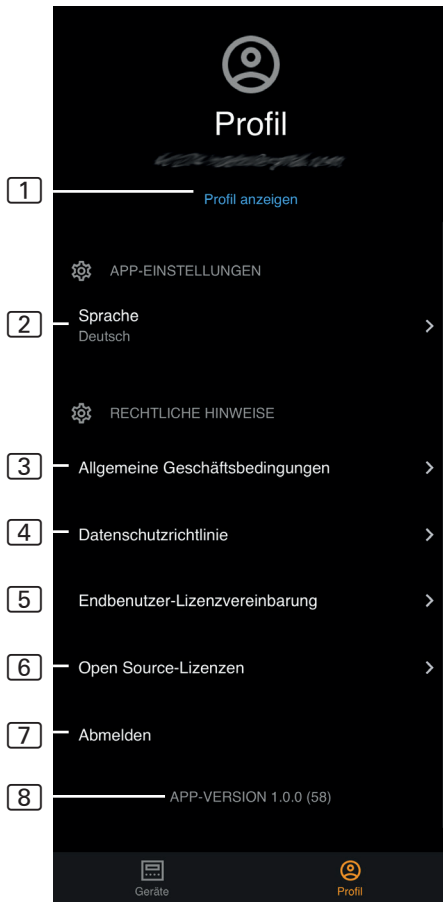 Profil
1
Profil anzeigen
APP-EINSTELLUNGEN
2
Sprache
Deutsch
RECHTLICHE HINWEISE
3
Allgemeine Geschäftsbedingungen
4
Datenschutzrichtlinie
5
Endbenutzer-Lizenzvereinbarung
6
Open Source-Lizenzen
7
Abmelden
8
APP-VERSION 1.0.0 (58)
Geräte
Profil